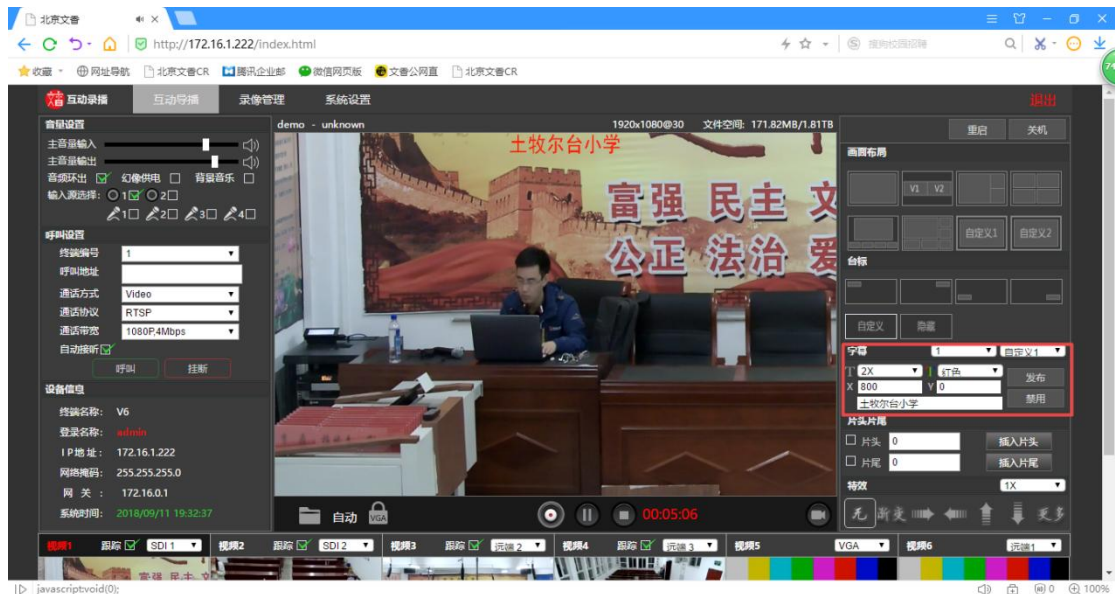 北京文香
http://172.16.1.222/index.html
搜狗校园招聘
收藏 网址导航 北京文香CR 腾讯企业邮 微信网页版 文香公网直 北京文香CR
文香 互动录播 互动导播 录像管理 系统设置 退出
音量设置
主音量输入
主音量输出
音频环出 幻像供电 背景音乐
输入源选择: 1 2
1 2 3 4
呼叫设置
终端编号 1
呼叫地址
通话方式 Video
通话协议 RTSP
通话带宽 1080P,4Mbps
自动接听
呼叫 挂断
设备信息
终端名称: V6
登录名称: admin
IP地址: 172.16.1.222
网络掩码: 255.255.255.0
网 关 : 172.16.0.1
系统时间: 2018/09/11 19:32:37
demo - unknown 1920x1080@30 文件空间: 171.82MB/1.81TB
土牧尔台小学
富强 民主 文
公正 法治 爱
自动 VGA 00:05:06
重启 关机
画面布局
V1 V2
自定义1 自定义2
台标
自定义 隐藏
字幕 1 自定义1
T 2X 红色 发布
X 800 Y 0 禁用
土牧尔台小学
片头片尾
片头 0 插入片头
片尾 0 插入片尾
特效 1X
无 渐变 更多
视频1 跟踪 SDI 1 视频2 跟踪 SDI 2 视频3 跟踪 远端 2 视频4 跟踪 远端 3 视频5 VGA 视频6 远端1
富强 民主 文
javascript:void(0); 0 100%